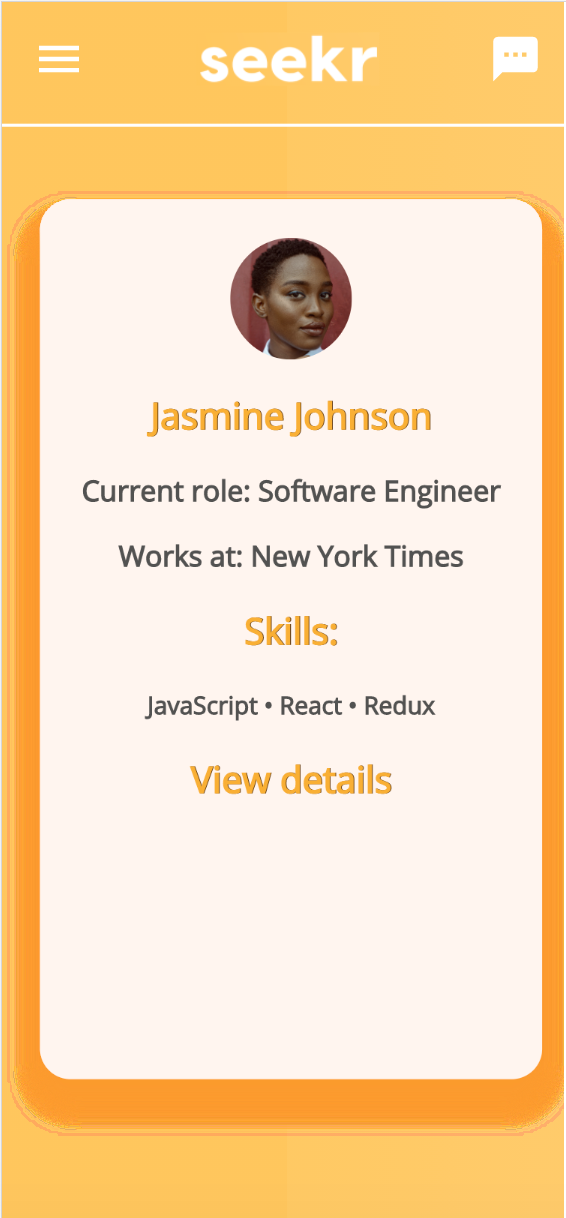 seekr
Jasmine Johnson
Current role: Software Engineer
Works at: New York Times
Skills:
JavaScript • React • Redux
View details